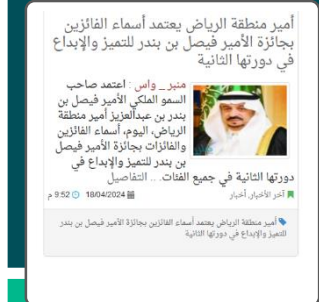 أمير منطقة الرياض يعتمد أسماء الفائزين
بجائزة الأمير فيصل بن بندر للتميز والإبداع
في دورتها الثانية
منبر _ واس : اعتمد صاحب
السمو الملكي الأمير فيصل بن
بندر بن عبدالعزيز أمير منطقة
الرياض، اليوم، أسماء الفائزين
والفائزات بجائزة الأمير فيصل
بن بندر للتميز والإبداع في
دورتها الثانية في جميع الفئات. .. التفاصيل
آخر الأخبار, أخبار 18/04/2024 9:52 م
أمير منطقة الرياض يعتمد أسماء الفائزين بجائزة الأمير فيصل بن بندر
للتميز والإبداع في دورتها الثانية